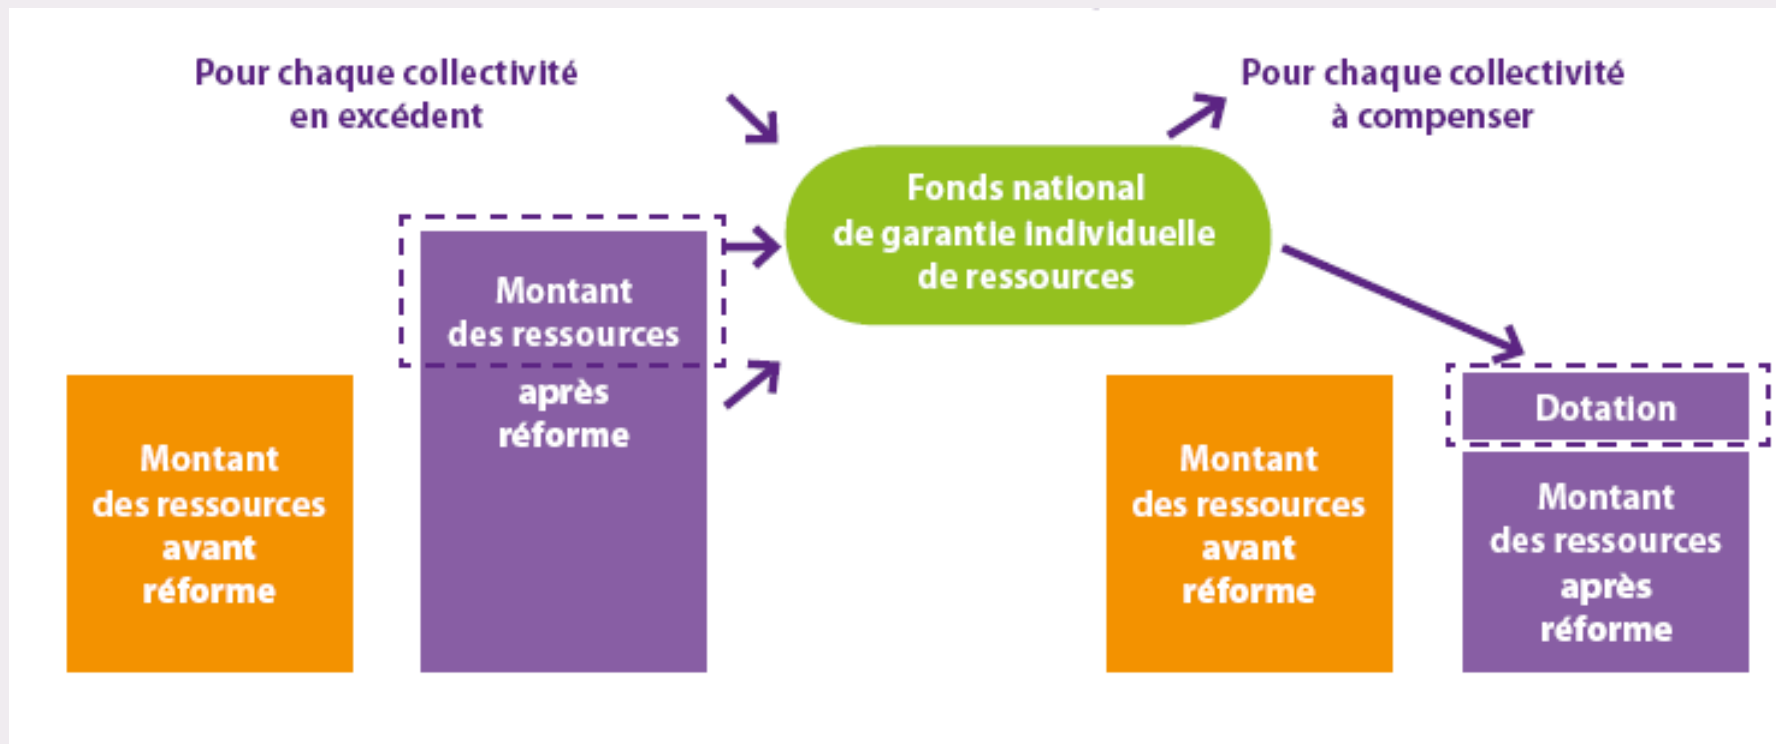 Pour chaque collectivité
en excédent
Pour chaque collectivité
à compenser
Fonds national
de garantie individuelle
de ressources
Montant
des ressources
après
réforme
Montant
des ressources
avant
réforme
Montant
des ressources
avant
réforme
Dotation
Montant
des ressources
après
réforme